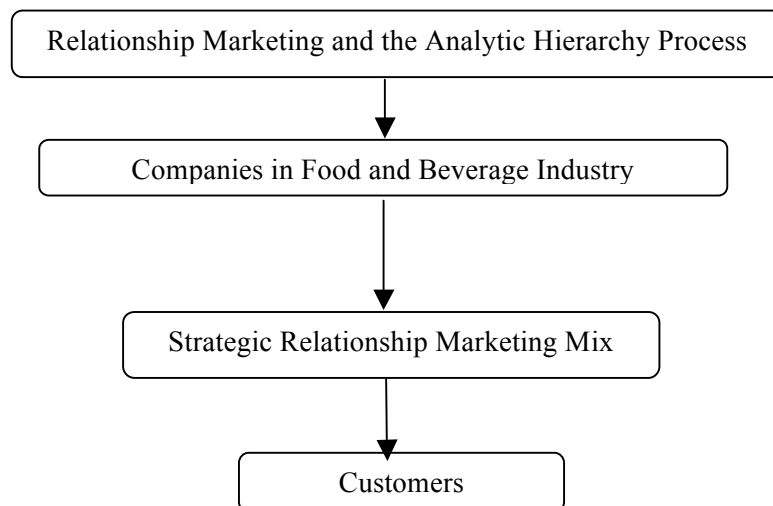 Relationship Marketing and the Analytic Hierarchy Process
Companies in Food and Beverage Industry
Strategic Relationship Marketing Mix
Customers